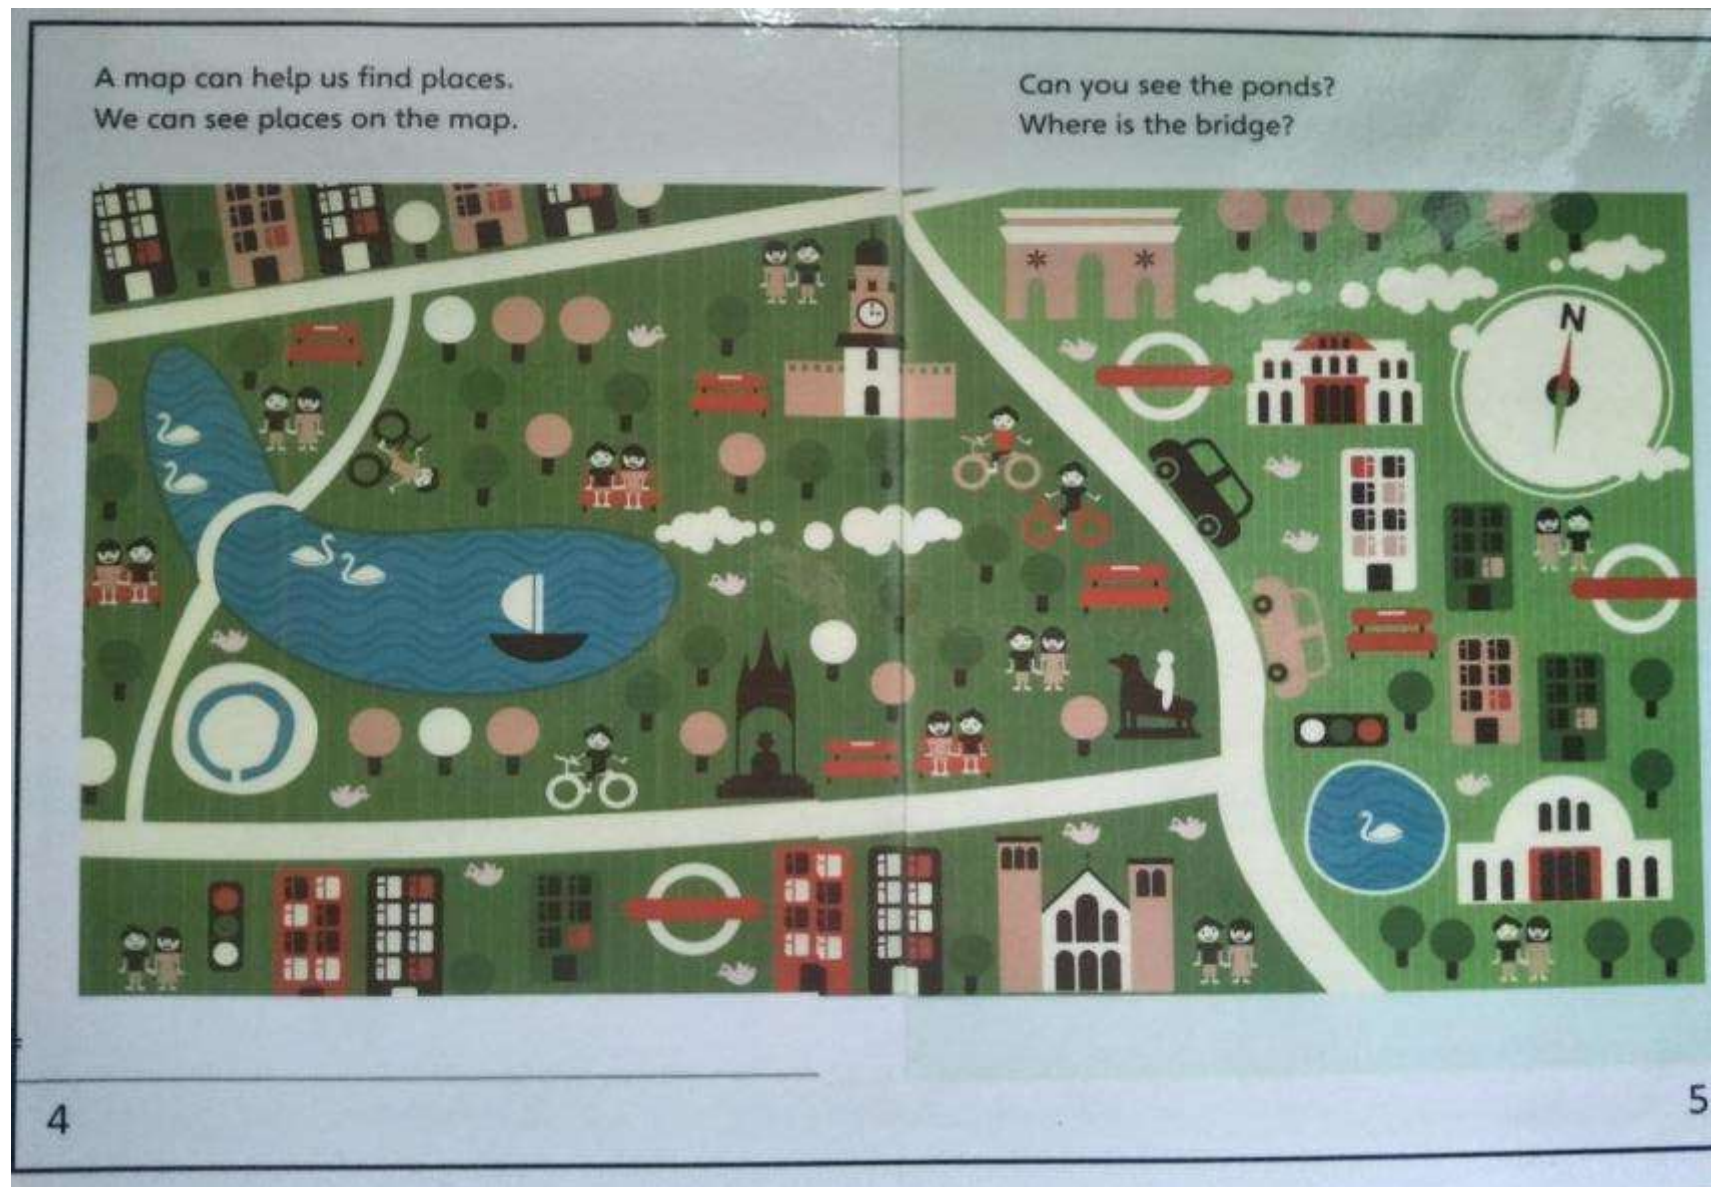 A map can help us find places.
We can see places on the map.
Can you see the ponds?
Where is the bridge?
N
4
5